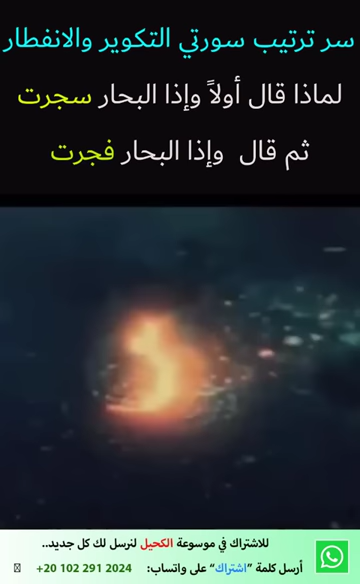 سر ترتيب سورتي التكوير والانفطار
لماذا قال أولاً وإذا البحار سجرت
ثم قال وإذا البحار فجرت
للاشتراك في موسوعة الكحيل لنرسل لك كل جديد..
أرسل كلمة "اشتراك" على واتساب: +20 102 291 2024